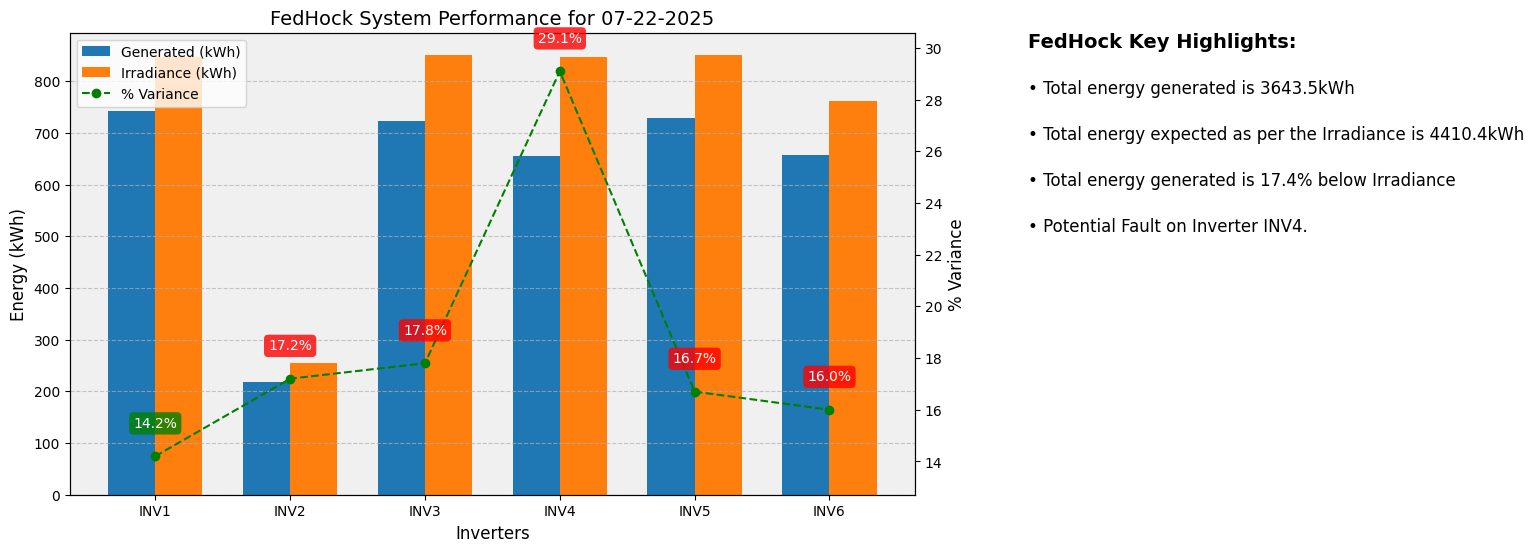 FedHock System Performance for 07-22-2025
Generated (kWh)
Irradiance (kWh)
% Variance
Energy (kWh)
800
700
600
500
400
300
200
100
0
14.2%
17.2%
17.8%
29.1%
16.7%
16.0%
INV1 INV2 INV3 INV4 INV5 INV6
Inverters
30
28
26
24
22
20
18
16
14
% Variance
FedHock Key Highlights:
• Total energy generated is 3643.5kWh
• Total energy expected as per the Irradiance is 4410.4kWh
• Total energy generated is 17.4% below Irradiance
• Potential Fault on Inverter INV4.